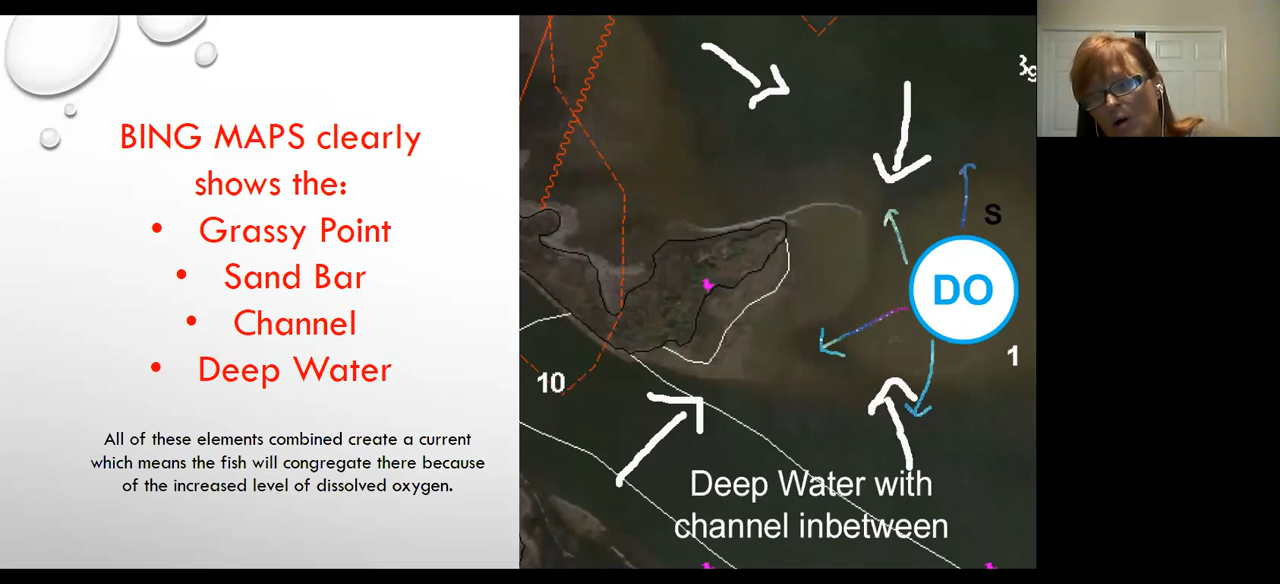 BING MAPS clearly
shows the:
• Grassy Point
• Sand Bar
• Channel
• Deep Water
All of these elements combined create a current
which means the fish will congregate there because
of the increased level of dissolved oxygen.
S
DO
1
10
Deep Water with
channel inbetween